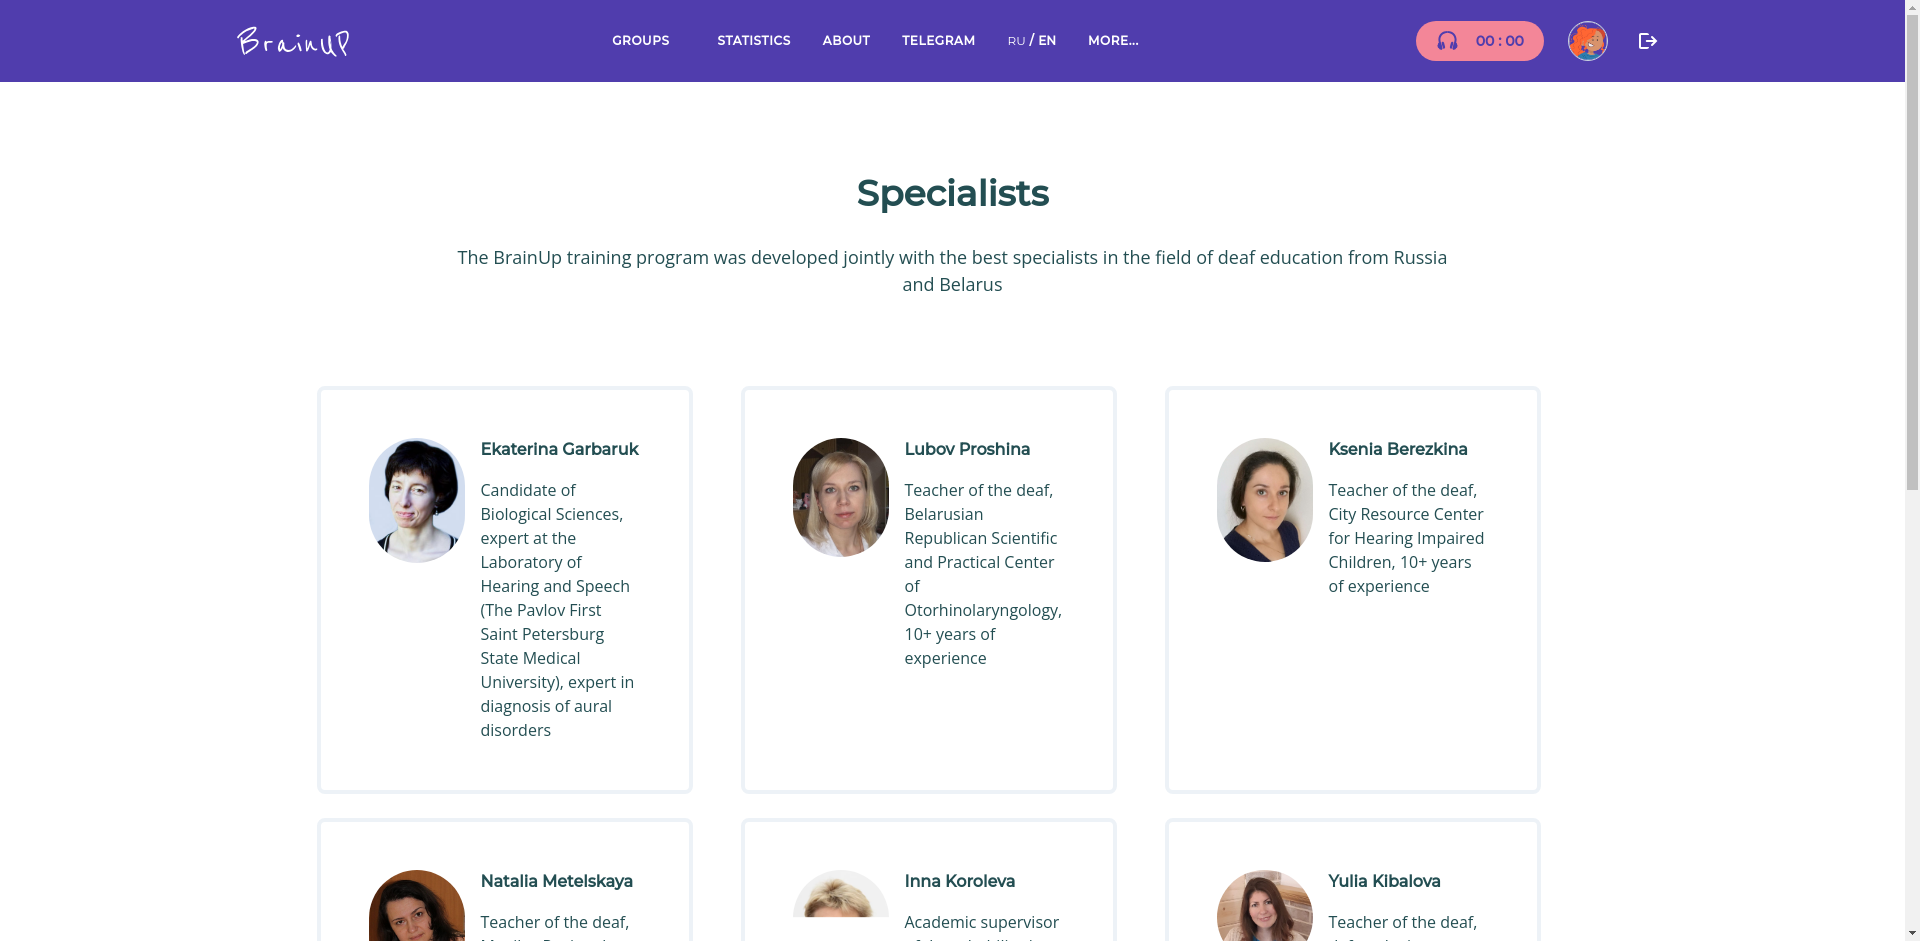 BrainUP
GROUPS
STATISTICS
ABOUT
TELEGRAM
RU / EN
MORE...
00 : 00
Specialists
The BrainUp training program was developed jointly with the best specialists in the field of deaf education from Russia
and Belarus
Ekaterina Garbaruk
Candidate of
Biological Sciences,
expert at the
Laboratory of
Hearing and Speech
(The Pavlov First
Saint Petersburg
State Medical
University), expert in
diagnosis of aural
disorders
Lubov Proshina
Teacher of the deaf,
Belarusian
Republican Scientific
and Practical Center
of
Otorhinolaryngology,
10+ years of
experience
Ksenia Berezkina
Teacher of the deaf,
City Resource Center
for Hearing Impaired
Children, 10+ years
of experience
Natalia Metelskaya
Teacher of the deaf,
Inna Koroleva
Academic supervisor
Yulia Kibalova
Teacher of the deaf,